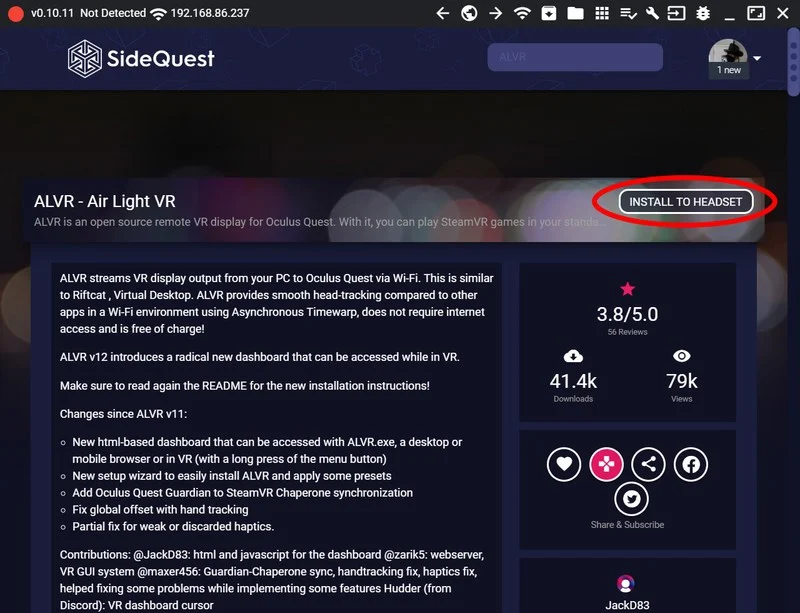 v0.10.11 Not Detected 192.168.86.237
SideQuest
ALVR
1 new
ALVR - Air Light VR
INSTALL TO HEADSET
ALVR is an open source remote VR display for Oculus Quest. With it, you can play SteamVR games in your stande...
ALVR streams VR display output from your PC to Oculus Quest via Wi-Fi. This is similar
to Riftcat , Virtual Desktop. ALVR provides smooth head-tracking compared to other
apps in a Wi-Fi environment using Asynchronous Timewarp, does not require internet
access and is free of charge!
ALVR v12 introduces a radical new dashboard that can be accessed while in VR.
Make sure to read again the README for the new installation instructions!
Changes since ALVR v11:
New html-based dashboard that can be accessed with ALVR.exe, a desktop or
mobile browser or in VR (with a long press of the menu button)
New setup wizard to easily install ALVR and apply some presets
Add Oculus Quest Guardian to SteamVR Chaperone synchronization
Fix global offset with hand tracking
Partial fix for weak or discarded haptics.
Contributions: @JackD83: html and javascript for the dashboard @zarik5: webserver,
VR GUI system @maxer456: Guardian-Chaperone sync, handtracking fix, haptics fix,
helped fixing some problems while implementing some features Hudder (from
Discord): VR dashboard cursor
3.8/5.0
56 Reviews
41.4k
Downloads
79k
Views
Share & Subscribe
JackD83